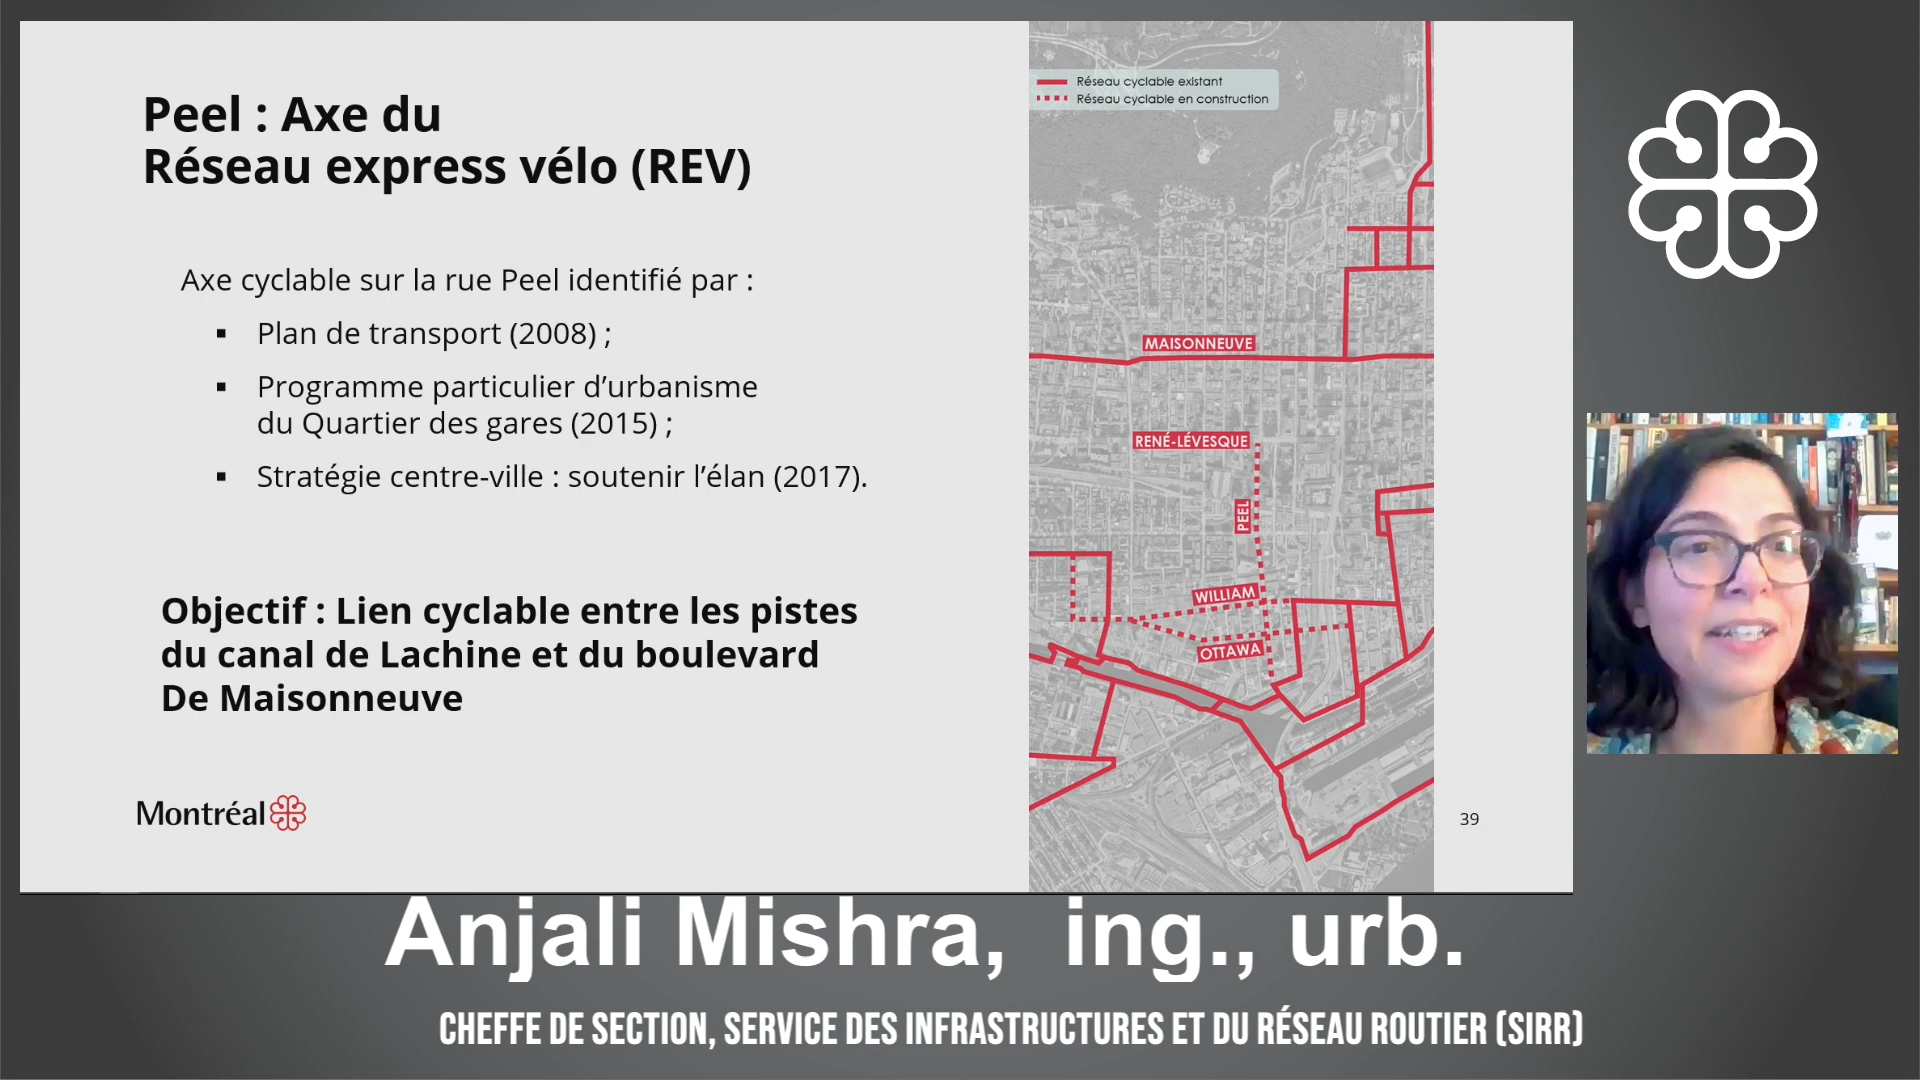 Peel : Axe du
Réseau express vélo (REV)
Axe cyclable sur la rue Peel identifié par :
▪ Plan de transport (2008) ;
▪ Programme particulier d’urbanisme
du Quartier des gares (2015) ;
▪ Stratégie centre-ville : soutenir l’élan (2017).
Objectif : Lien cyclable entre les pistes
du canal de Lachine et du boulevard
De Maisonneuve
Montréal
Réseau cyclable existant
Réseau cyclable en construction
MAISONNEUVE
RENÉ-LÉVESQUE
PEEL
WILLIAM
OTTAWA
39
Anjali Mishra, ing., urb.
CHEFFE DE SECTION, SERVICE DES INFRASTRUCTURES ET DU RÉSEAU ROUTIER (SIRR)